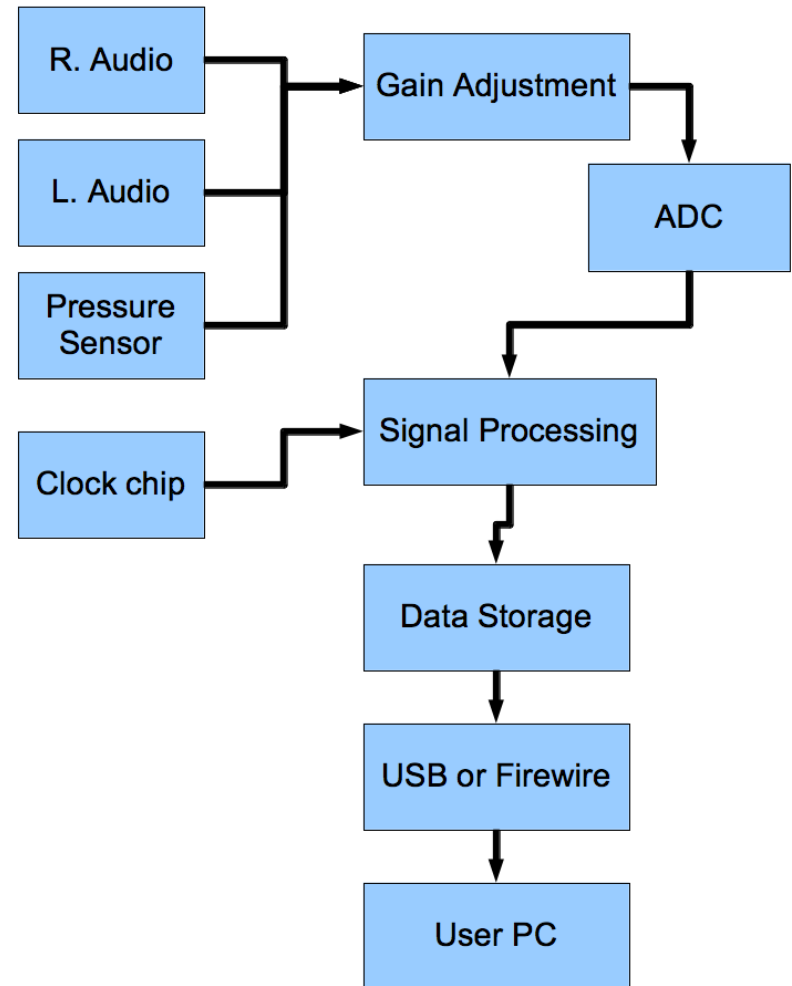 R. Audio
Gain Adjustment
L. Audio
ADC
Pressure
Sensor
Signal Processing
Clock chip
Data Storage
USB or Firewire
User PC